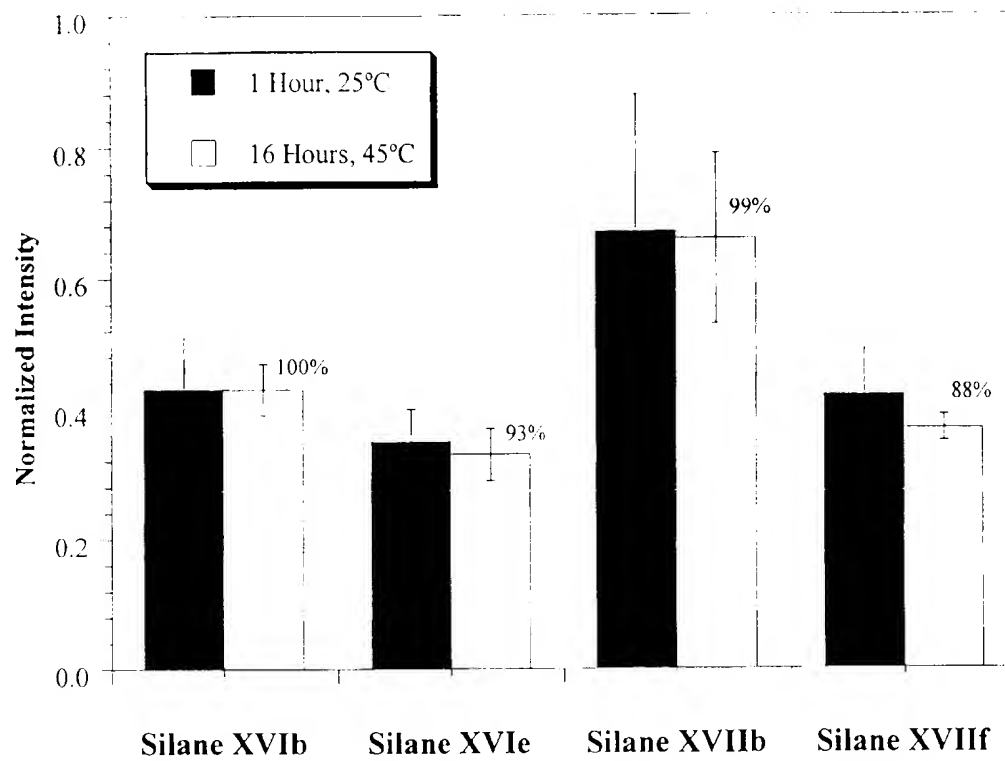 1.0
1 Hour, 25°C
16 Hours, 45°C
0.8
99%
0.6
100%
88%
0.4
93%
0.2
0.0
Normalized Intensity
Silane XVIb
Silane XVIe
Silane XVIIb
Silane XVIIf